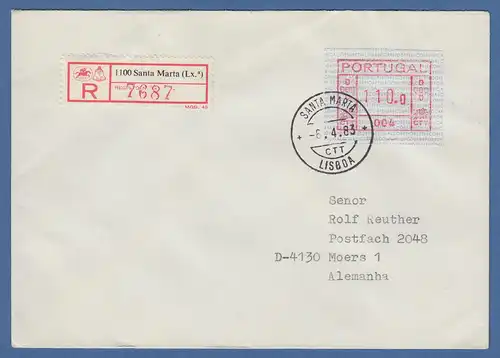 1100 Santa Marta (Lx.ª)
R
7687
PORTUGAL
110.0
004
SANTA MARTA
-6.4.83
CTT
LISBOA
Senor
Rolf Reuther
Postfach 2048
D-4130 Moers 1
Alemanha